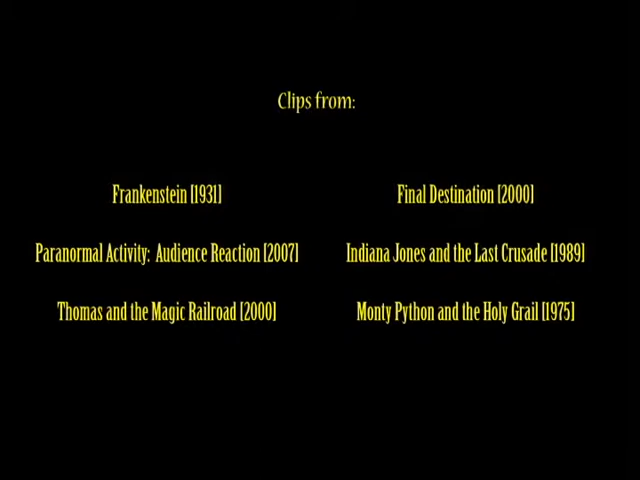 Clips from:
Frankenstein [1931]
Final Destination [2000]
Paranormal Activity: Audience Reaction [2007]
Indiana Jones and the Last Crusade [1989]
Thomas and the Magic Railroad [2000]
Monty Python and the Holy Grail [1975]